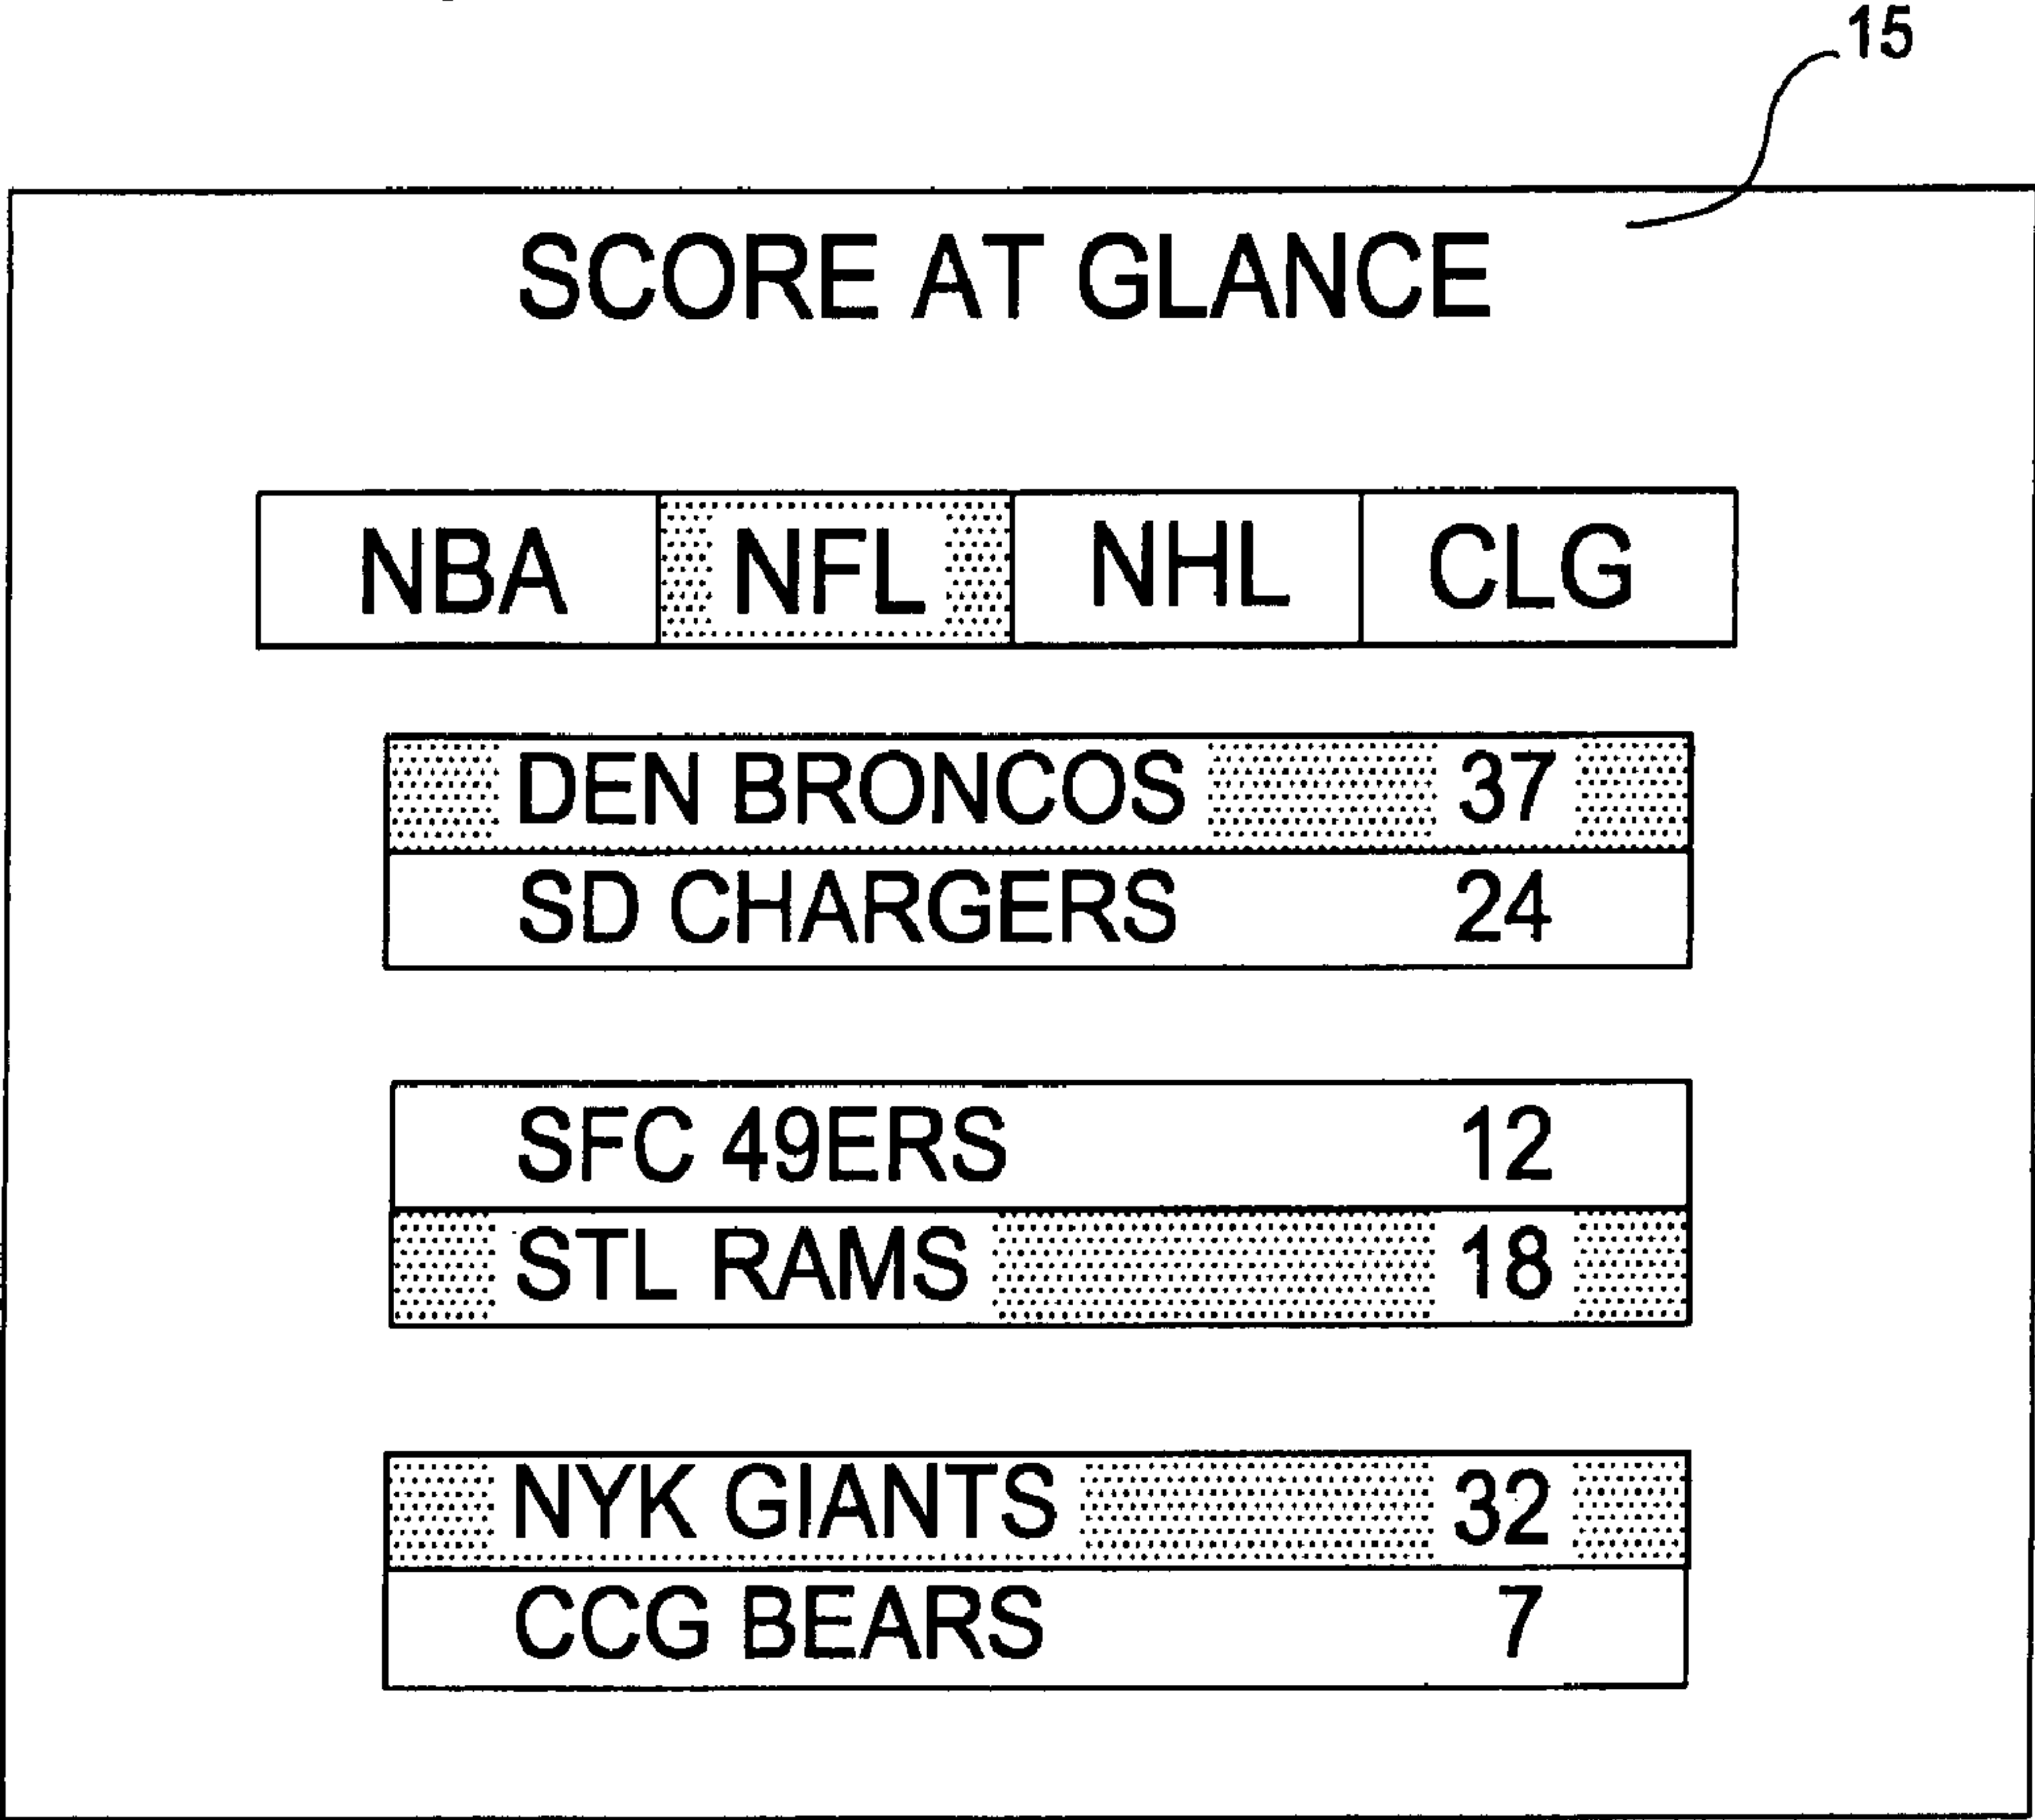 15
SCORE AT GLANCE
NBA NFL NHL CLG
DEN BRONCOS 37
SD CHARGERS 24
SFC 49ERS 12
STL RAMS 18
NYK GIANTS 32
CCG BEARS 7